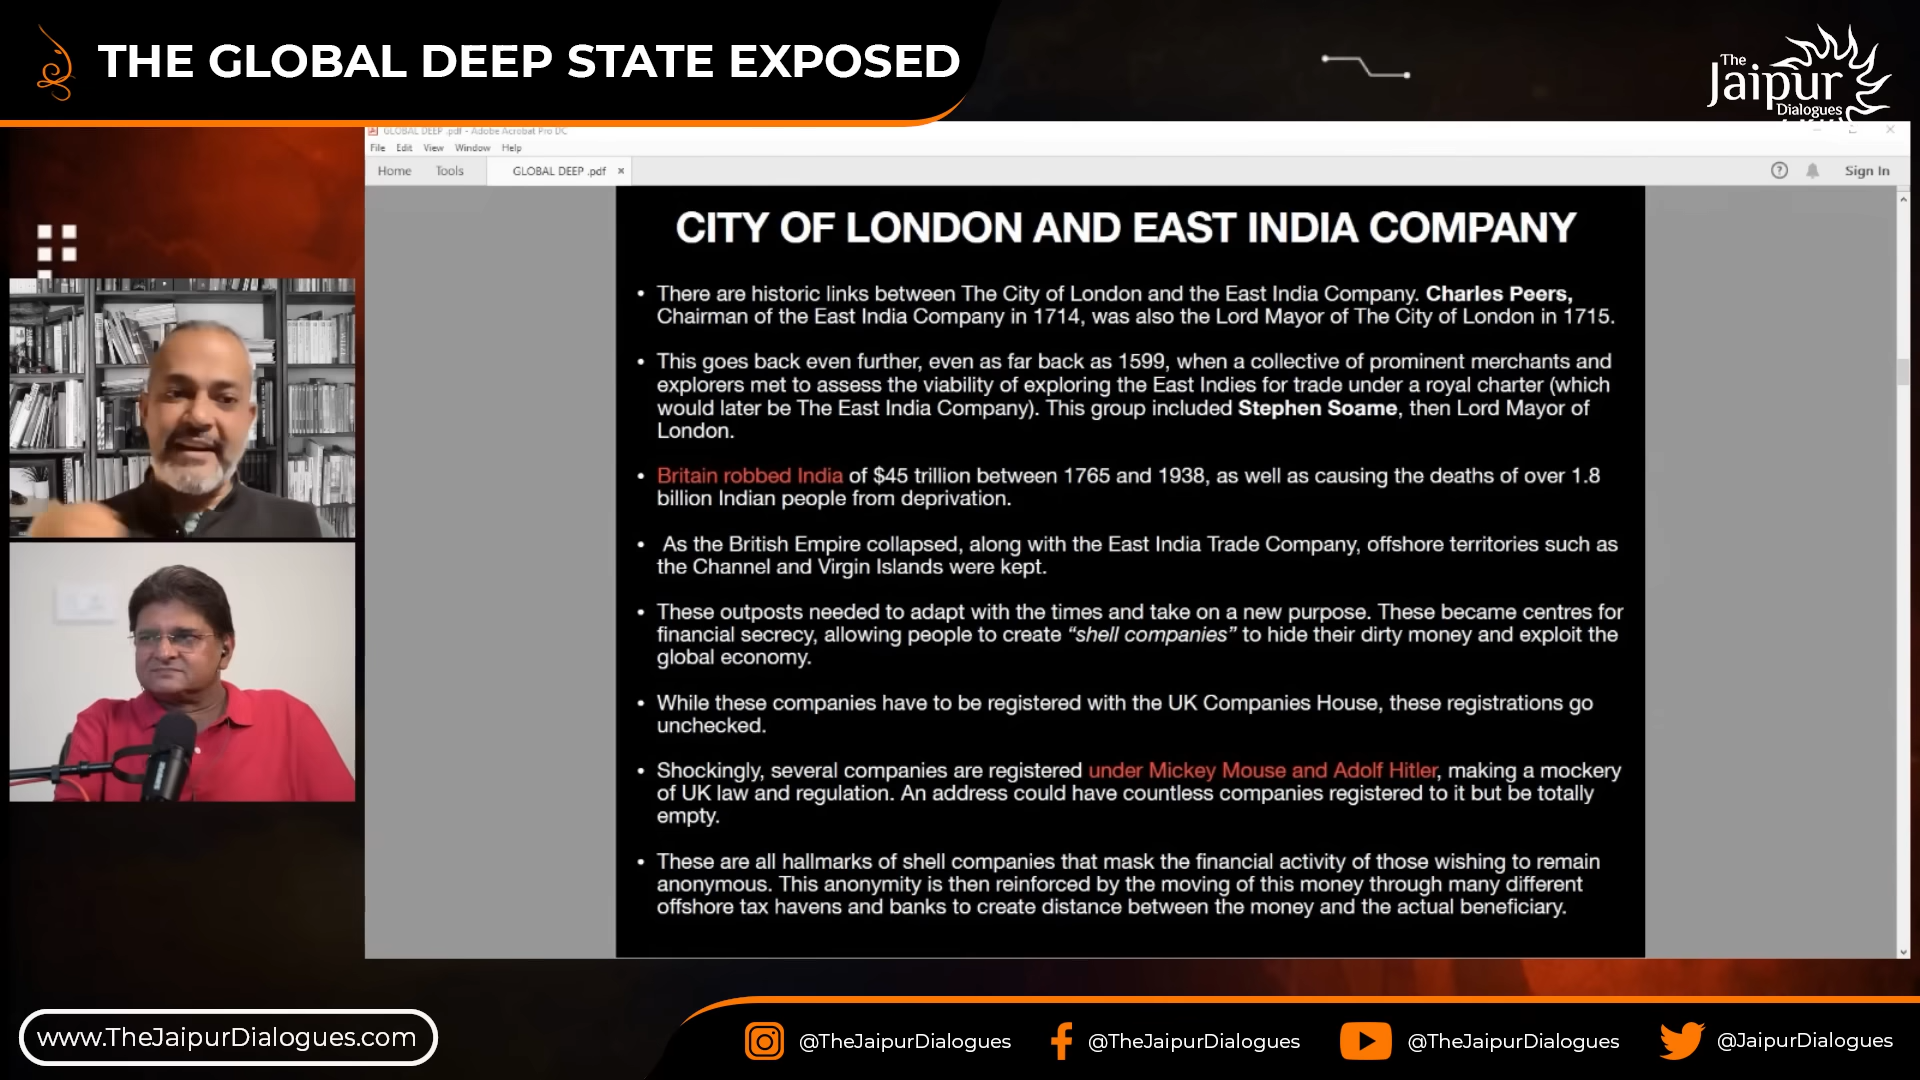 THE GLOBAL DEEP STATE EXPOSED
The
Jaipur
Dialogues
GLOBAL DEEP .pdf - Adobe Acrobat Pro DC
File Edit View Window Help
Home Tools GLOBAL DEEP .pdf × Sign In
CITY OF LONDON AND EAST INDIA COMPANY
• There are historic links between The City of London and the East India Company. Charles Peers,
Chairman of the East India Company in 1714, was also the Lord Mayor of The City of London in 1715.
• This goes back even further, even as far back as 1599, when a collective of prominent merchants and
explorers met to assess the viability of exploring the East Indies for trade under a royal charter (which
would later be The East India Company). This group included Stephen Soame, then Lord Mayor of
London.
• Britain robbed India of $45 trillion between 1765 and 1938, as well as causing the deaths of over 1.8
billion Indian people from deprivation.
• As the British Empire collapsed, along with the East India Trade Company, offshore territories such as
the Channel and Virgin Islands were kept.
• These outposts needed to adapt with the times and take on a new purpose. These became centres for
financial secrecy, allowing people to create “shell companies” to hide their dirty money and exploit the
global economy.
• While these companies have to be registered with the UK Companies House, these registrations go
unchecked.
• Shockingly, several companies are registered under Mickey Mouse and Adolf Hitler, making a mockery
of UK law and regulation. An address could have countless companies registered to it but be totally
empty.
• These are all hallmarks of shell companies that mask the financial activity of those wishing to remain
anonymous. This anonymity is then reinforced by the moving of this money through many different
offshore tax havens and banks to create distance between the money and the actual beneficiary.
www.TheJaipurDialogues.com
@TheJaipurDialogues @TheJaipurDialogues @TheJaipurDialogues @JaipurDialogues